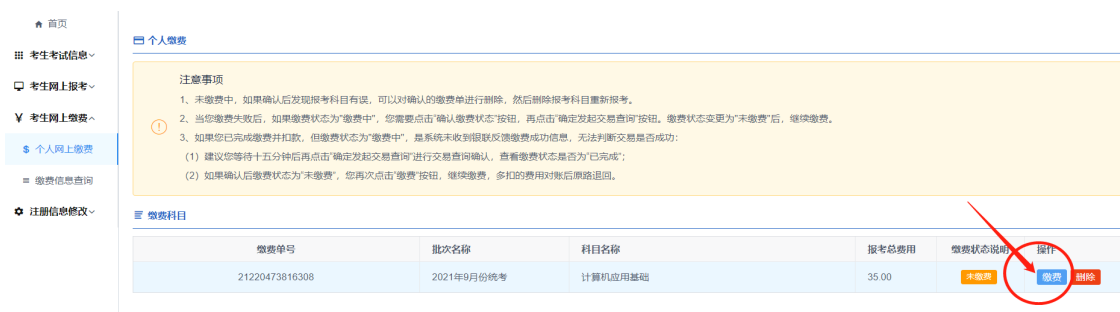 首页
考生考试信息
考生网上报考
考生网上缴费
个人网上缴费
缴费信息查询
注册信息修改
个人缴费
注意事项
1、未缴费中，如果确认后发现报考科目有误，可以对确认的缴费单进行删除，然后删除报考科目重新报考。
2、当您缴费失败后，如果缴费状态为"缴费中"，您需要点击"确认缴费状态"按钮，再点击"确定发起交易查询"按钮。缴费状态变更为"未缴费"后，继续缴费。
3、如果您已完成缴费并扣款，但缴费状态为"缴费中"，是系统未收到银联反馈缴费成功信息，无法判断交易是否成功：
（1）建议您等待十五分钟后再点击"确定发起交易查询"进行交易查询确认，查看缴费状态是否为"已完成"；
（2）如果确认后缴费状态为"未缴费"，您再次点击"缴费"按钮，继续缴费，多扣的费用对账后原路退回。
缴费科目
缴费单号 批次名称 科目名称 报考总费用 缴费状态说明 操作
21220473816308 2021年9月份统考 计算机应用基础 35.00 未缴费 缴费 删除